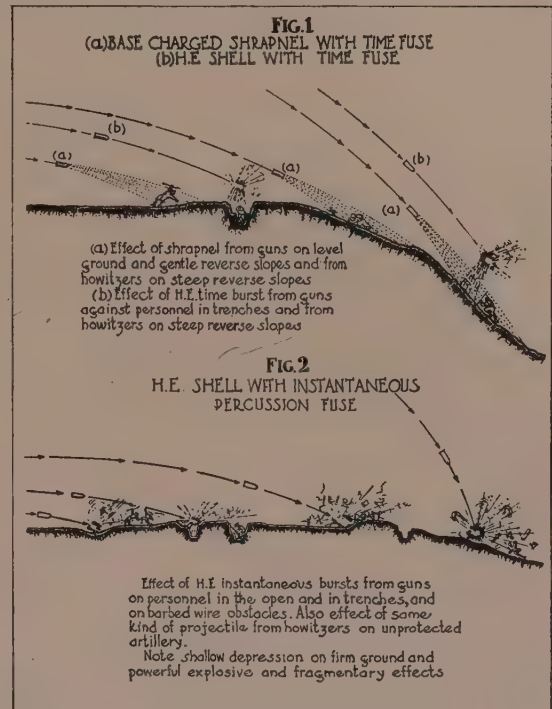 FIG.1
(a)BASE CHARGED SHRAPNEL WITH TIME FUSE
(b)H.E SHELL WITH TIME FUSE
(b)
(a)
(a)
(b)
(a)
(a) Effect of shrapnel from guns on level
ground and gentle reverse slopes and from
howitzers on steep reverse slopes
(b) Effect of H.E. time burst from guns
against personnel in trenches and from
howitzers on steep reverse slopes
FIG.2
H.E. SHELL WITH INSTANTANEOUS
PERCUSSION FUSE
Effect of H.E instantaneous bursts from guns
on personnel in the open and in trenches, and
on barbed wire obstacles. Also effect of same
kind of projectile from howitzers on unprotected
artillery.
Note shallow depression on firm ground and
powerful explosive and fragmentary effects